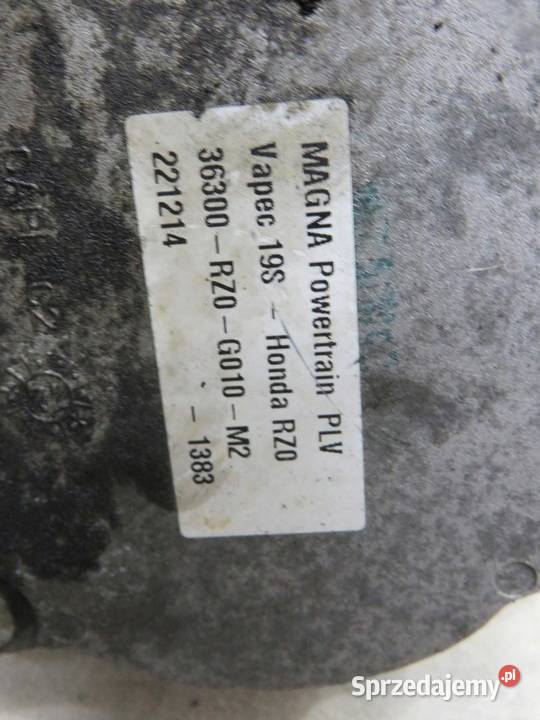 MAGNA Powertrain PLV
Vapec 19S - Honda RZ0
36300-RZ0-G010-M2
221214 - 1383
Sprzedajemy.pl